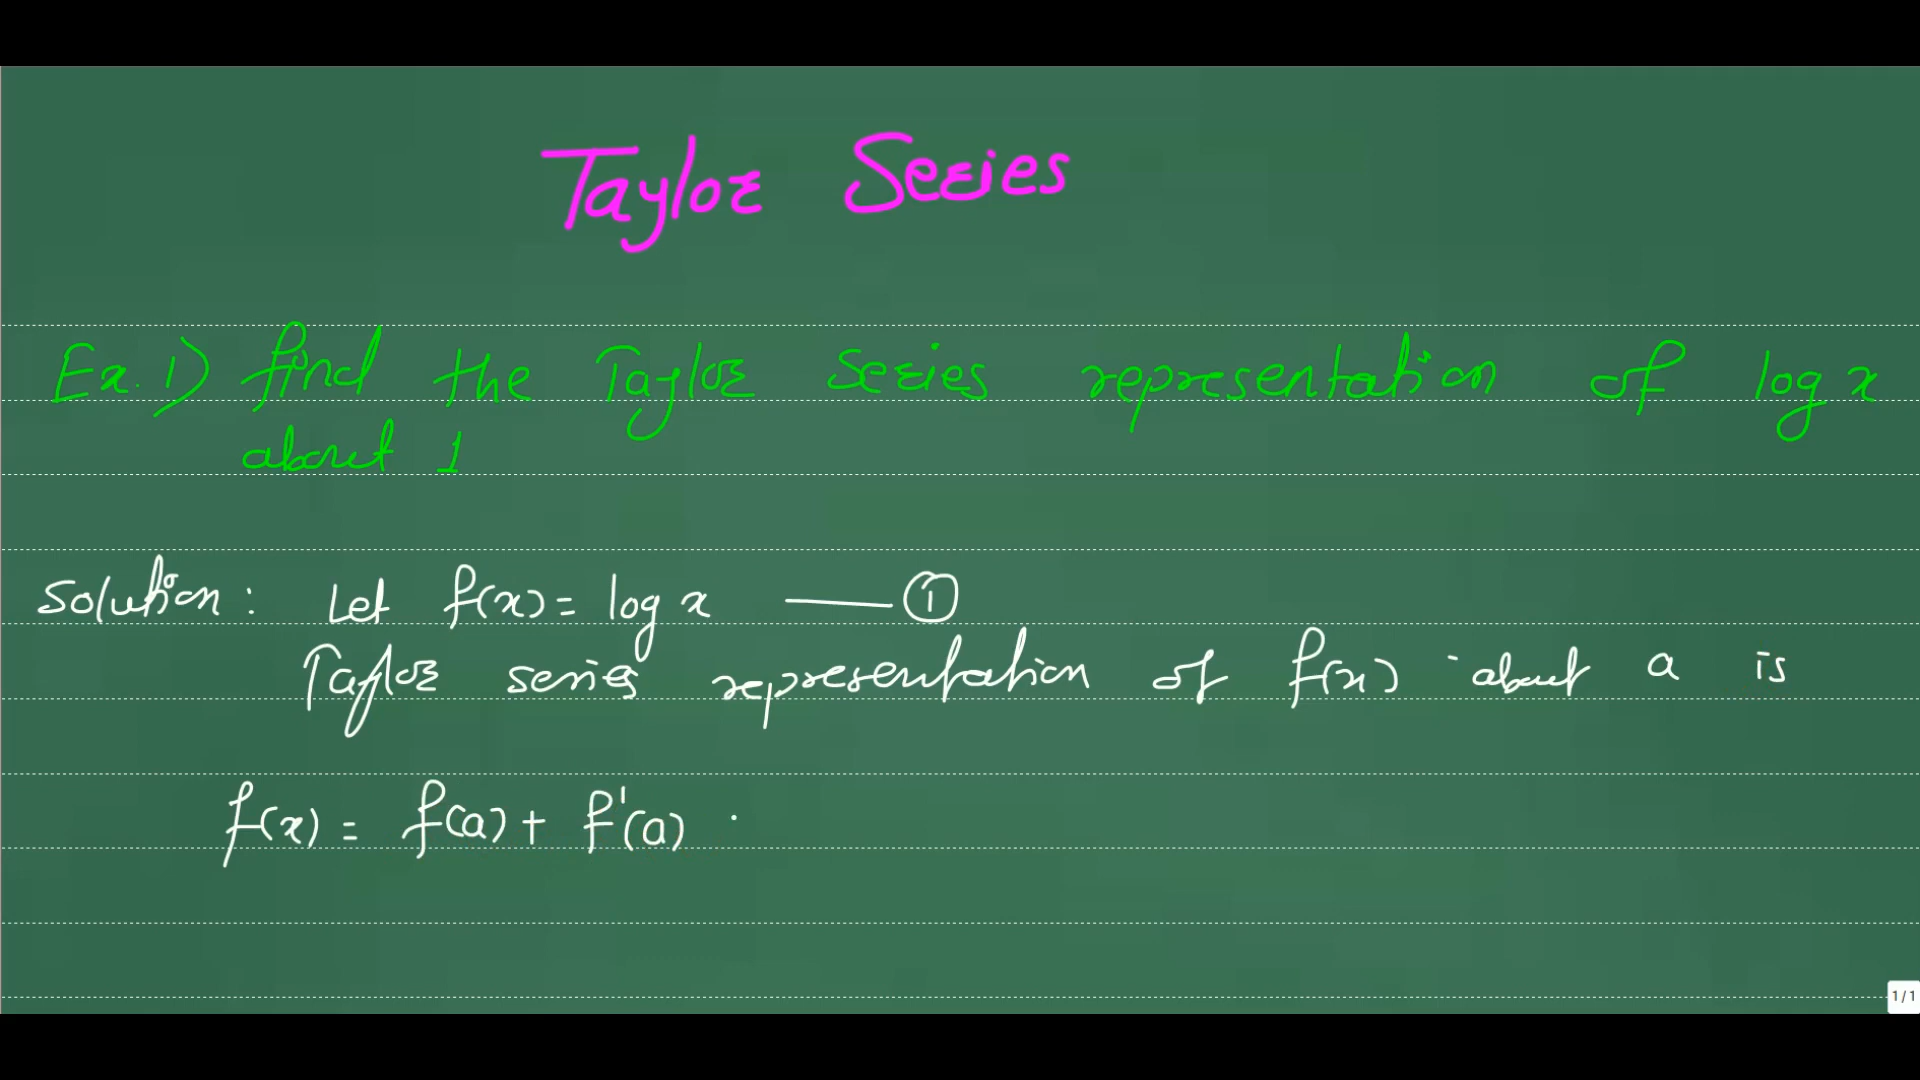 Taylor Series
Ex. 1) find the Taylor Series representation of log x
about 1
Solution: Let f(x) = log x —— ①
Taylor series representation of f(x) about a is
f(x) = f(a) + f'(a) ·
1/1